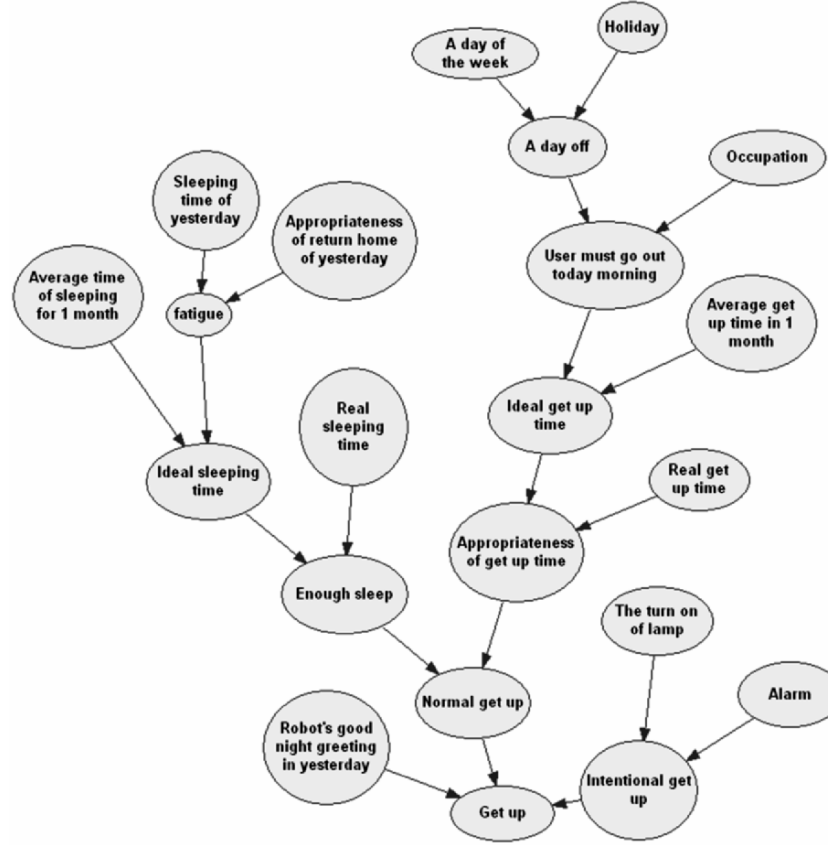 Holiday
A day of
the week
A day off
Occupation
Sleeping
time of
yesterday
Appropriateness
of return home
of yesterday
User must go out
today morning
Average time
of sleeping
for 1 month
fatigue
Average get
up time in 1
month
Real
sleeping
time
Ideal get up
time
Ideal sleeping
time
Real get
up time
Appropriateness
of get up time
Enough sleep
The turn on
of lamp
Normal get up
Alarm
Robot's good
night greeting
in yesterday
Intentional get
up
Get up